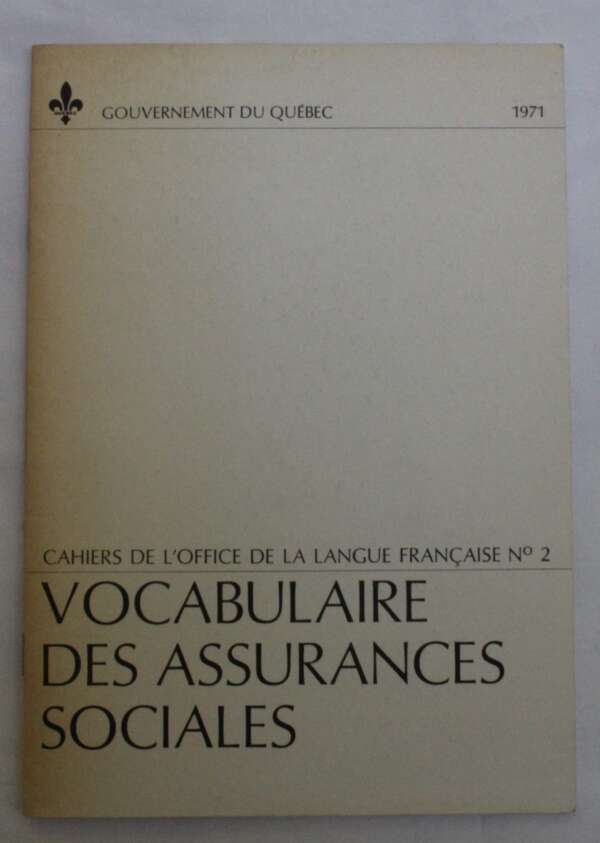 GOUVERNEMENT DU QUÉBEC 1971
CAHIERS DE L'OFFICE DE LA LANGUE FRANÇAISE Nº 2
VOCABULAIRE
DES ASSURANCES
SOCIALES